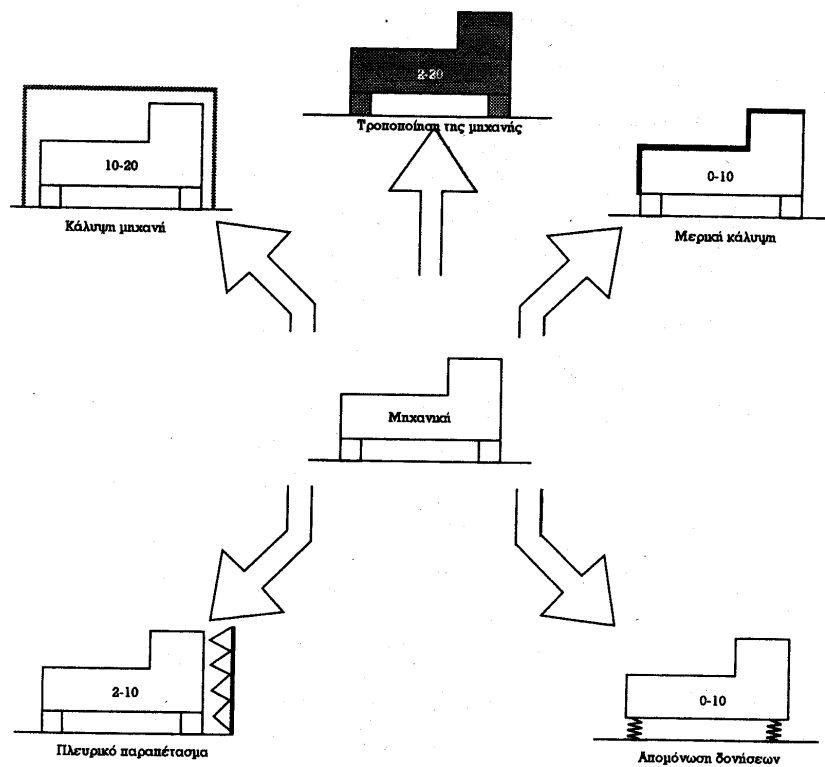 2-20
Τροποποίηση της μηχανής
10-20
Κάλυψη μηχανή
0-10
Μερική κάλυψη
Μηχανική
2-10
Πλευρικό παραπέτασμα
0-10
Απομόνωση δονήσεων